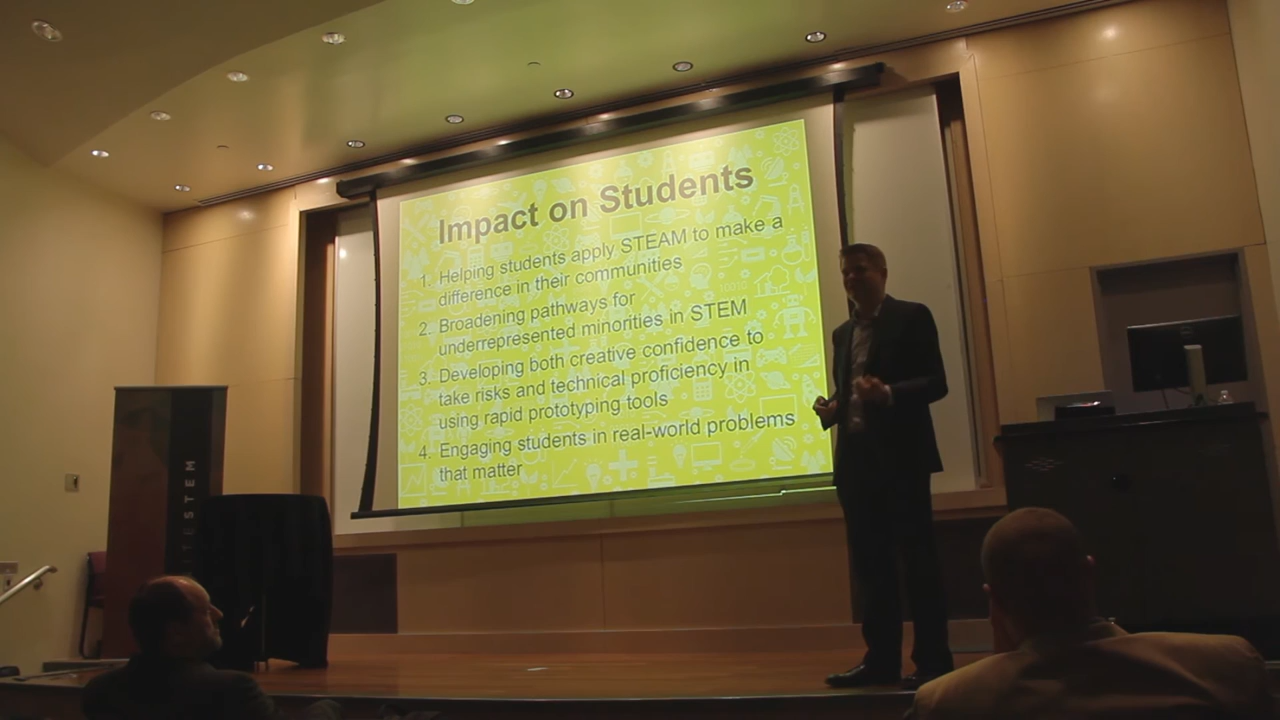 Impact on Students
1. Helping students apply STEAM to make a
difference in their communities
2. Broadening pathways for
underrepresented minorities in STEM
3. Developing both creative confidence to
take risks and technical proficiency in
using rapid prototyping tools
4. Engaging students in real-world problems
that matter
STEM